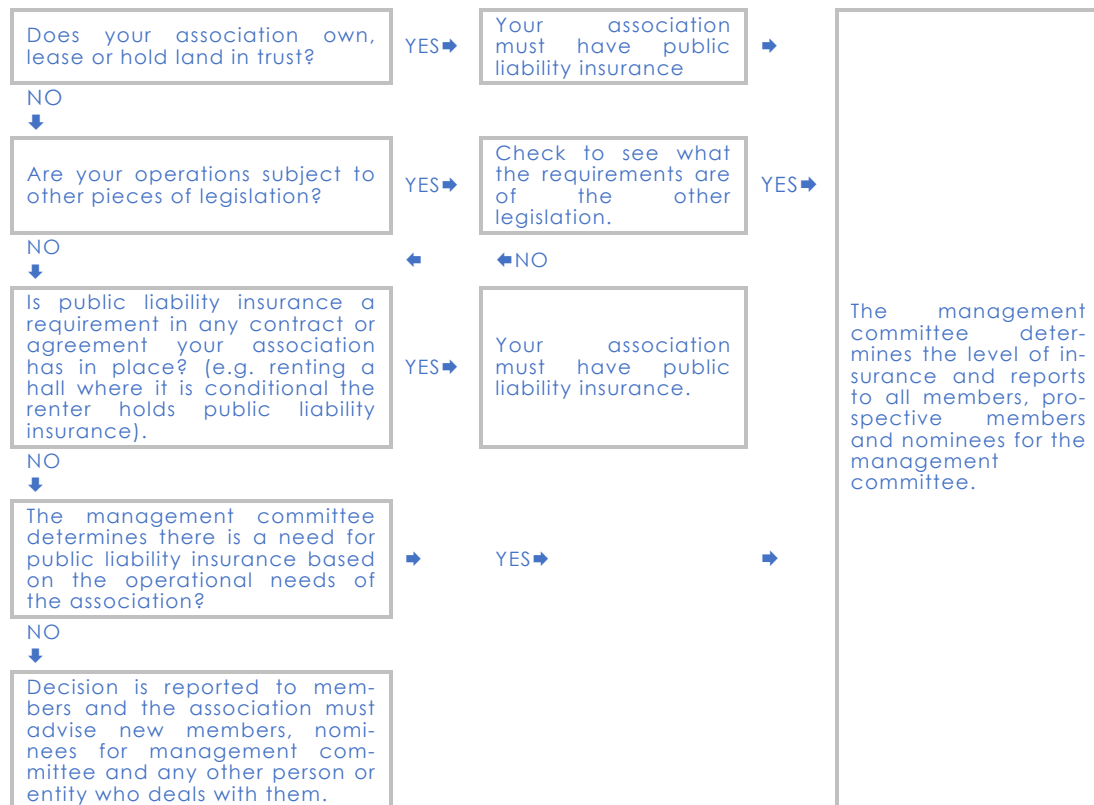 Does your association own,
lease or hold land in trust?
YES➡
Your association
must have public
liability insurance
➡
NO
⬇
Are your operations subject to
other pieces of legislation?
YES➡
Check to see what
the requirements are
of the other
legislation.
YES➡
NO
⬇
⬅
⬅NO
Is public liability insurance a
requirement in any contract or
agreement your association
has in place? (e.g. renting a
hall where it is conditional the
renter holds public liability
insurance).
YES➡
Your association
must have public
liability insurance.
NO
⬇
The management committee
determines there is a need for
public liability insurance based
on the operational needs of
the association?
➡
YES➡
➡
NO
⬇
Decision is reported to mem-
bers and the association must
advise new members, nomi-
nees for management com-
mittee and any other person or
entity who deals with them.
The management
committee deter-
mines the level of in-
surance and reports
to all members, pro-
spective members
and nominees for the
management
committee.